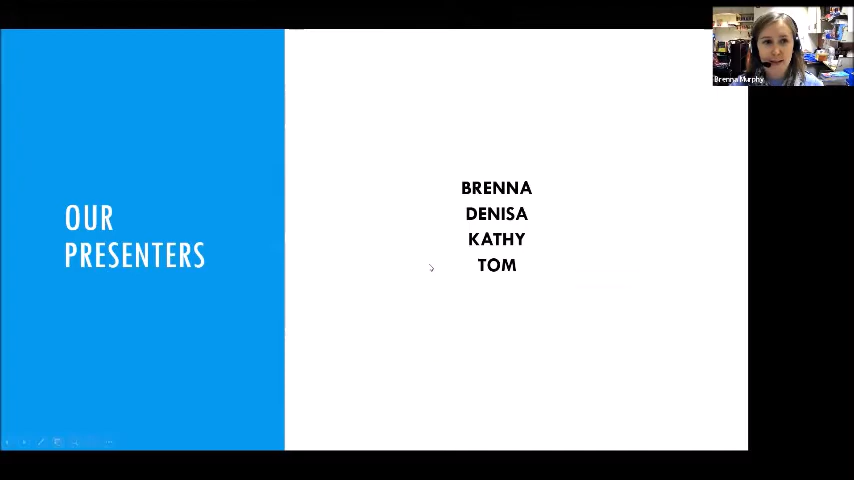 OUR
PRESENTERS
BRENNA
DENISA
KATHY
TOM
Brenna Murphy